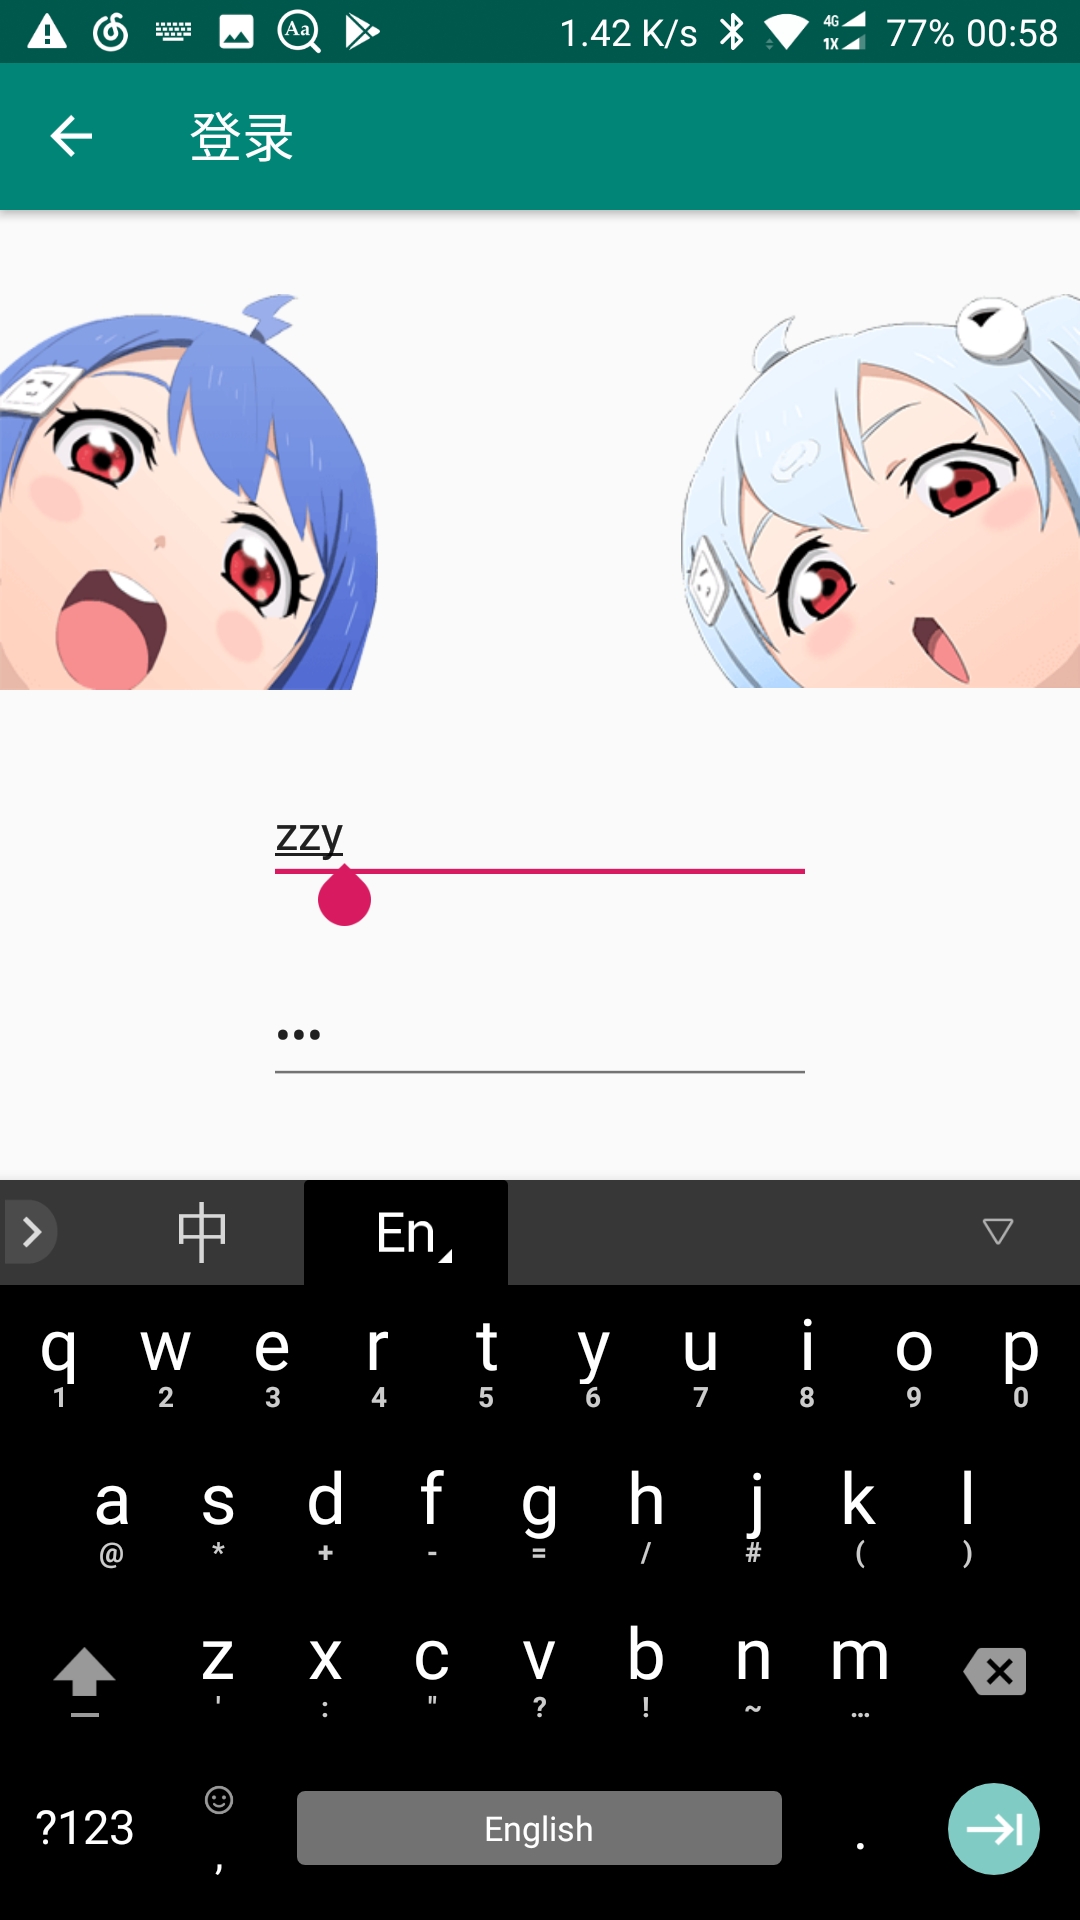 Aa 1.42 K/s 4G 1X 77% 00:58
登录
zzy
•••
中 En
q w e r t y u i o p
1 2 3 4 5 6 7 8 9 0
a s d f g h j k l
@ * + - = / # ( )
z x c v b n m
' : " ? ! ~ …
?123 , English .